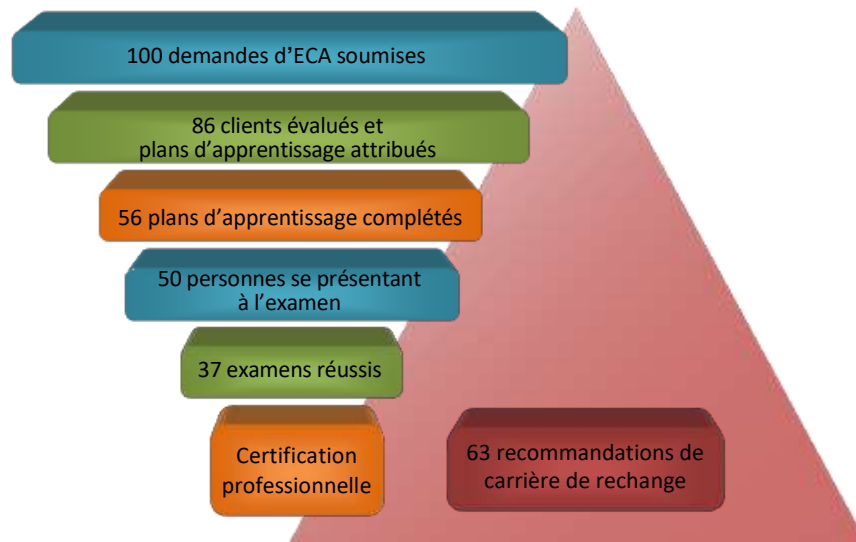 100 demandes d’ECA soumises
86 clients évalués et
plans d’apprentissage attribués
56 plans d’apprentissage complétés
50 personnes se présentant
à l’examen
37 examens réussis
Certification
professionnelle
63 recommandations de
carrière de rechange